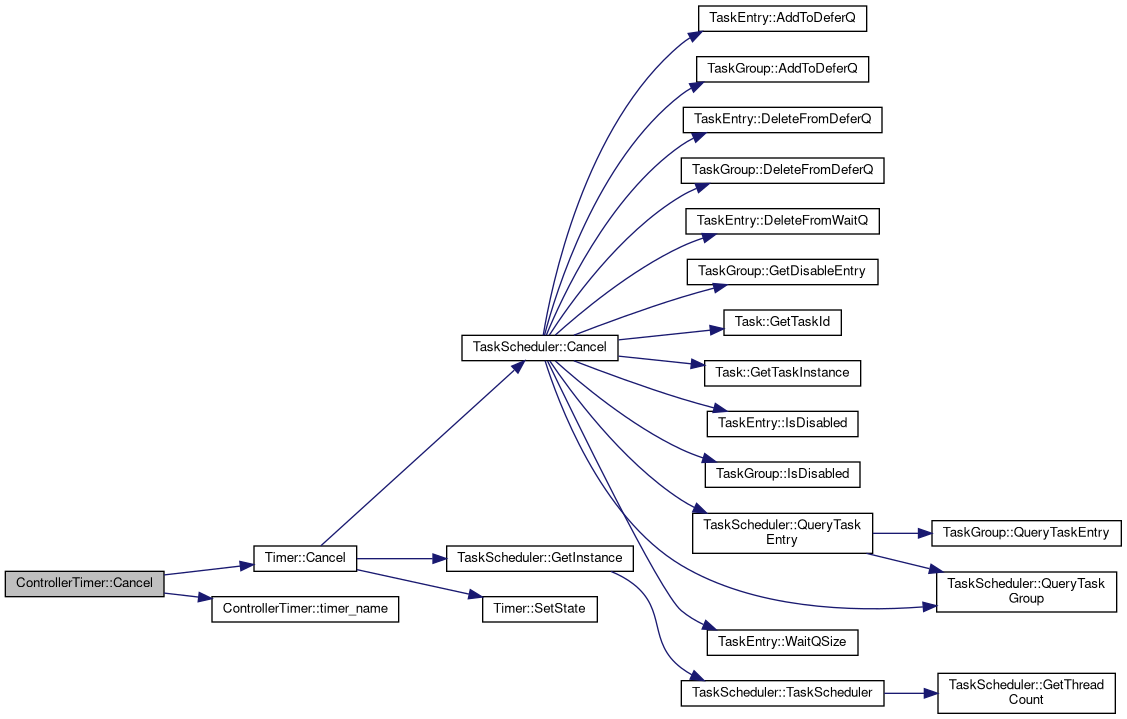 TaskEntry::AddToDeferQ
TaskGroup::AddToDeferQ
TaskEntry::DeleteFromDeferQ
TaskGroup::DeleteFromDeferQ
TaskEntry::DeleteFromWaitQ
TaskGroup::GetDisableEntry
Task::GetTaskId
TaskScheduler::Cancel
Task::GetTaskInstance
TaskEntry::IsDisabled
TaskGroup::IsDisabled
TaskScheduler::QueryTask
Entry
TaskGroup::QueryTaskEntry
Timer::Cancel
TaskScheduler::GetInstance
ControllerTimer::Cancel
TaskScheduler::QueryTask
Group
ControllerTimer::timer_name
Timer::SetState
TaskEntry::WaitQSize
TaskScheduler::TaskScheduler
TaskScheduler::GetThread
Count